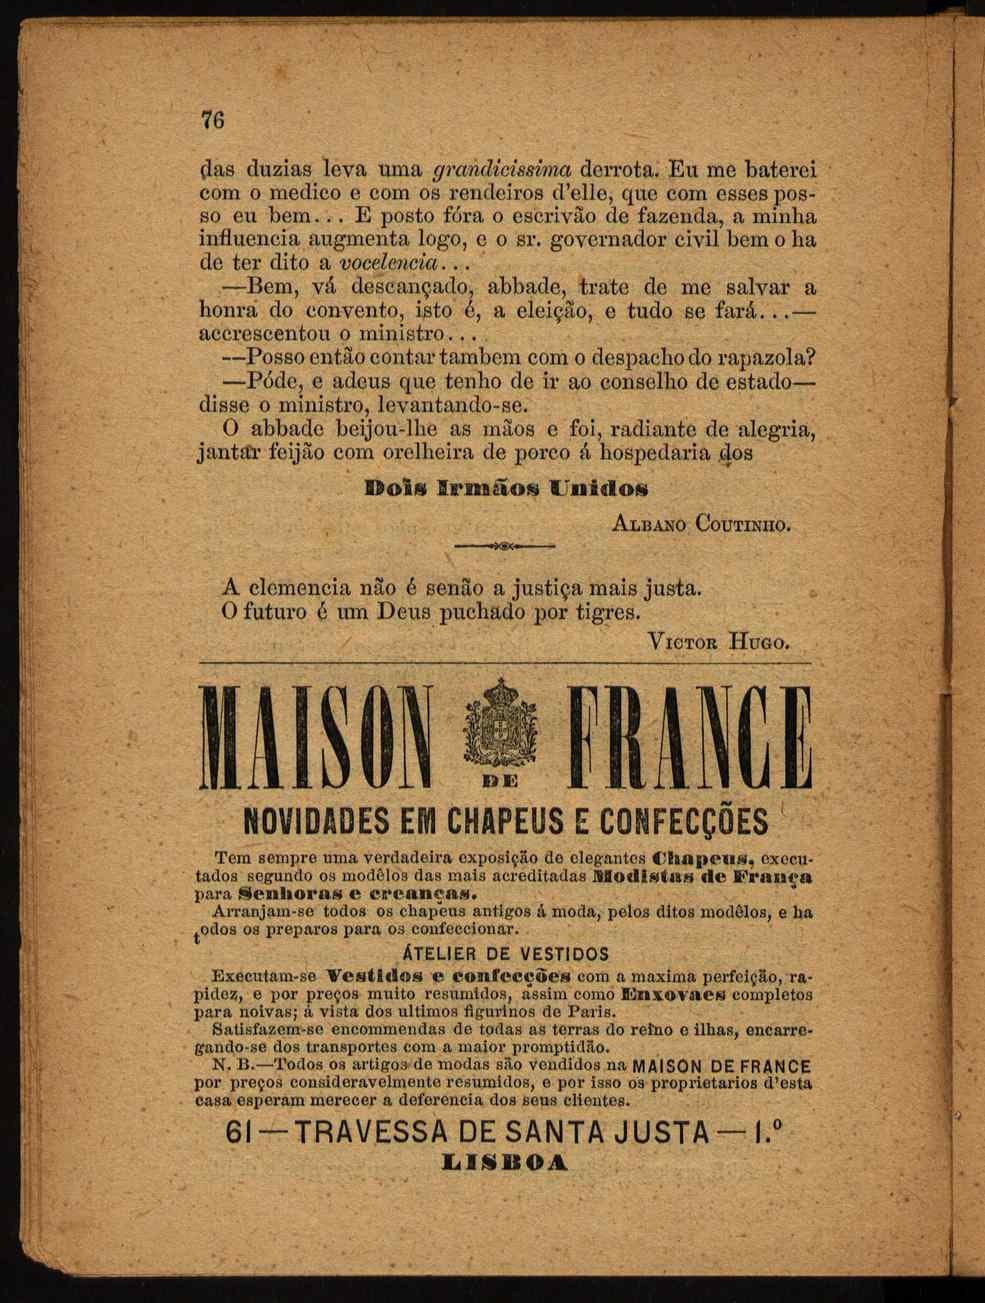 76
das duzias leva uma grandicissima derrota. Eu me baterei
com o medico e com os rendeiros d'elle, que com esses pos-
so eu bem... E posto fóra o escrivão de fazenda, a minha
influencia augmenta logo, e o sr. governador civil bem o ha
de ter dito a vocelencia...
—Bem, vá descançado, abbade, trate de me salvar a
honra do convento, isto é, a eleição, e tudo se fará...—
accrescentou o ministro...
—Posso então contar tambem com o despacho do rapazola?
—Póde, e adeus que tenho de ir ao conselho de estado—
disse o ministro, levantando-se.
O abbade beijou-lhe as mãos e foi, radiante de alegria,
jantar feijão com orelheira de porco á hospedaria dos
Dois Irmãos Unidos
ALBANO COUTINHO.
A clemencia não é senão a justiça mais justa.
O futuro é um Deus puchado por tigres.
VICTOR HUGO.
MAISON DE FRANCE
NOVIDADES EM CHAPEUS E CONFECÇÕES
Tem sempre uma verdadeira exposição de elegantes Chapeus, execu-
tados segundo os modêlos das mais acreditadas Modistas de França
para Senhoras e creanças.
Arranjam-se todos os chapeus antigos á moda, pelos ditos modêlos, e ha
todos os preparos para os confeccionar.
ÁTELIER DE VESTIDOS
Executam-se Vestidos e confecções com a maxima perfeição, ra-
pidez, e por preços muito resumidos, assim como Enxovaes completos
para noivas; á vista dos ultimos figurinos de Paris.
Satisfazem-se encommendas de todas as terras do reino e ilhas, encarre-
gando-se dos transportes com a maior promptidão.
N. B.—Todos os artigos de modas são vendidos na MAISON DE FRANCE
por preços consideravelmente resumidos, e por isso os proprietarios d'esta
casa esperam merecer a deferencia dos seus clientes.
61—TRAVESSA DE SANTA JUSTA—1.º
LISBOA